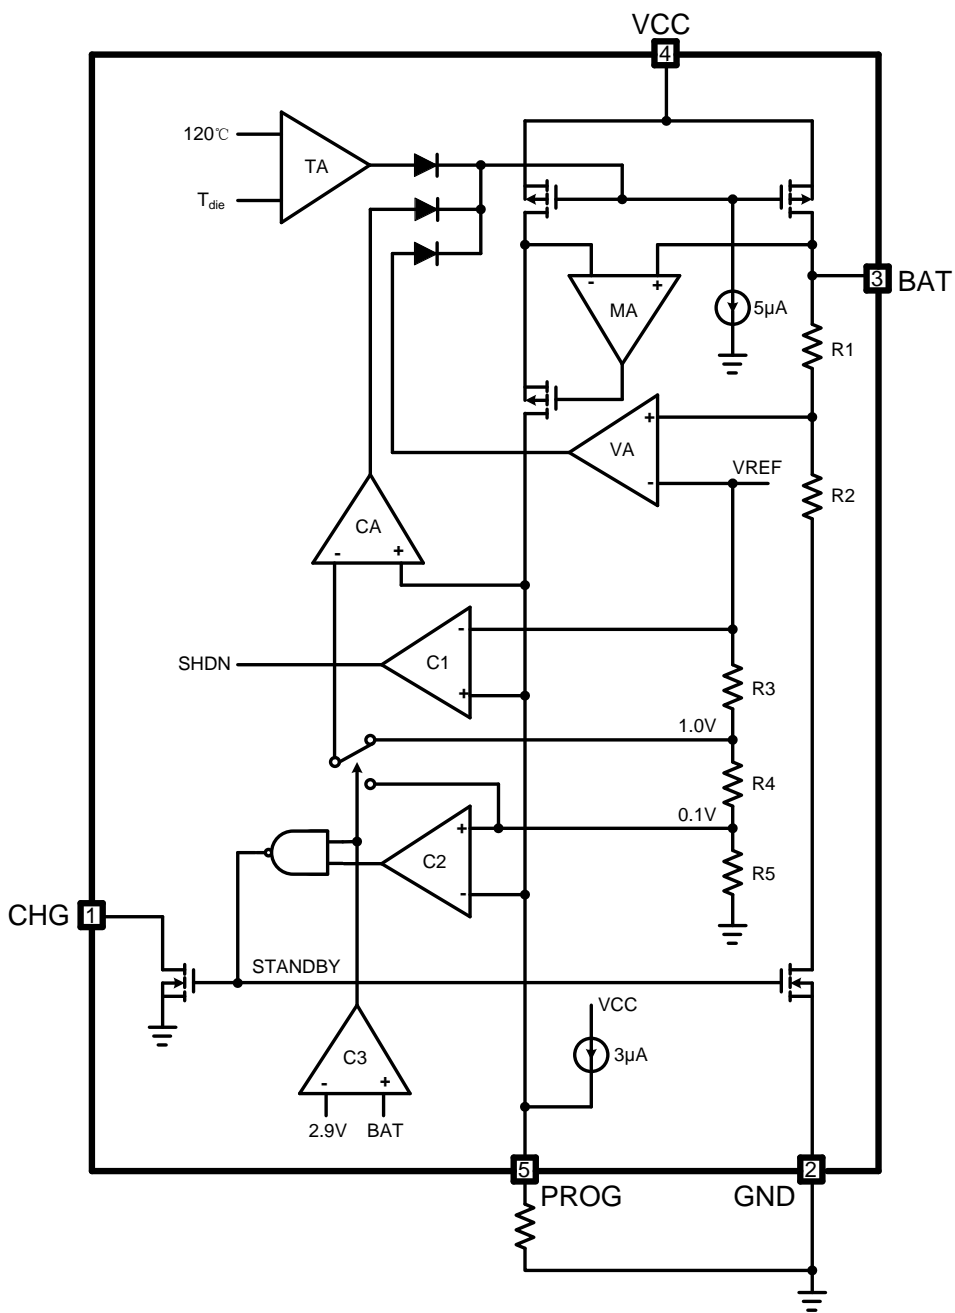 VCC
4
120℃
TA
Tdie
3
BAT
-
+
MA
5µA
R1
+
VA
VREF
-
R2
CA
-
+
-
C1
SHDN
R3
+
1.0V
R4
0.1V
+
C2
R5
-
CHG
1
STANDBY
VCC
C3
3µA
-
+
2.9V
BAT
5
2
PROG
GND